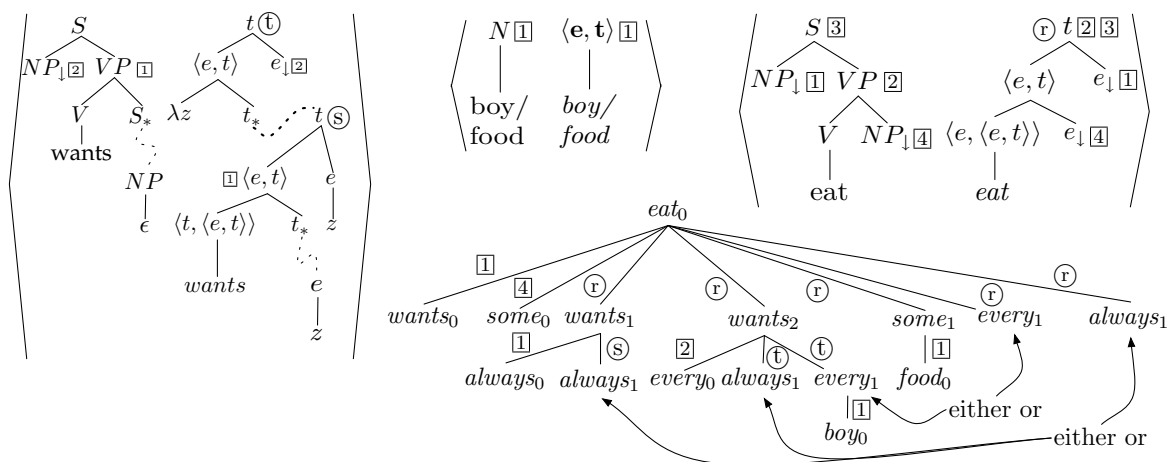 S t ⓣ
NP↓ 2 VP 1 ⟨e, t⟩ e↓ 2
V S* λz t* t ⓢ
wants
NP 1 ⟨e, t⟩ e
ϵ ⟨t, ⟨e, t⟩⟩ t* z
wants e
z
N 1 ⟨e, t⟩ 1
boy/ boy/
food food
S 3 ⓡ t 2 3
NP↓ 1 VP 2 ⟨e, t⟩ e↓ 1
V NP↓ 4 ⟨e, ⟨e, t⟩⟩ e↓ 4
eat eat
eat₀
1 4 ⓡ ⓡ ⓡ ⓡ ⓡ
wants₀ some₀ wants₁ wants₂ some₁ every₁ always₁
1 ⓢ 2 ⓣ ⓣ 1
always₀ always₁ every₀ always₁ every₁ food₀
1 either or
boy₀ either or